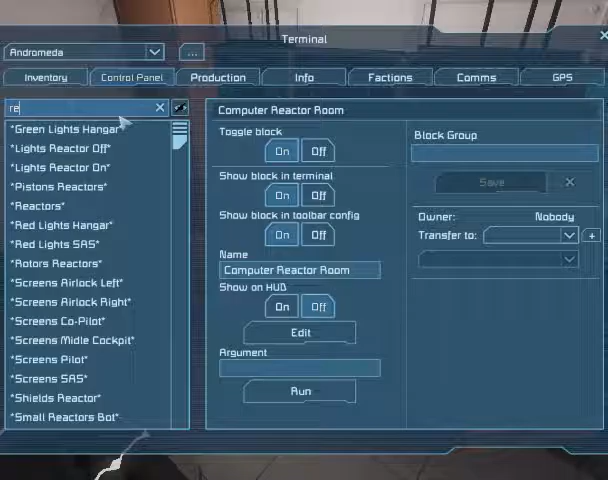 Terminal
Andromeda
...
Inventory Control Panel Production Info Factions Comms GPS
re
*Green Lights Hangar*
*Lights Reactor Off*
*Lights Reactor On*
*Pistons Reactors*
*Reactors*
*Red Lights Hangar*
*Red Lights SAS*
*Rotors Reactors*
*Screens Airlock Left*
*Screens Airlock Right*
*Screens Co-Pilot*
*Screens Midle Cockpit*
*Screens Pilot*
*Screens SAS*
*Shields Reactor*
*Small Reactors Bat*
Computer Reactor Room
Toggle block
On Off
Show block in terminal
On Off
Show block in toolbar config
On Off
Name
Computer Reactor Room
Show on HUD
On Off
Edit
Argument
Run
Block Group
Save
Owner: Nobody
Transfer to:
+